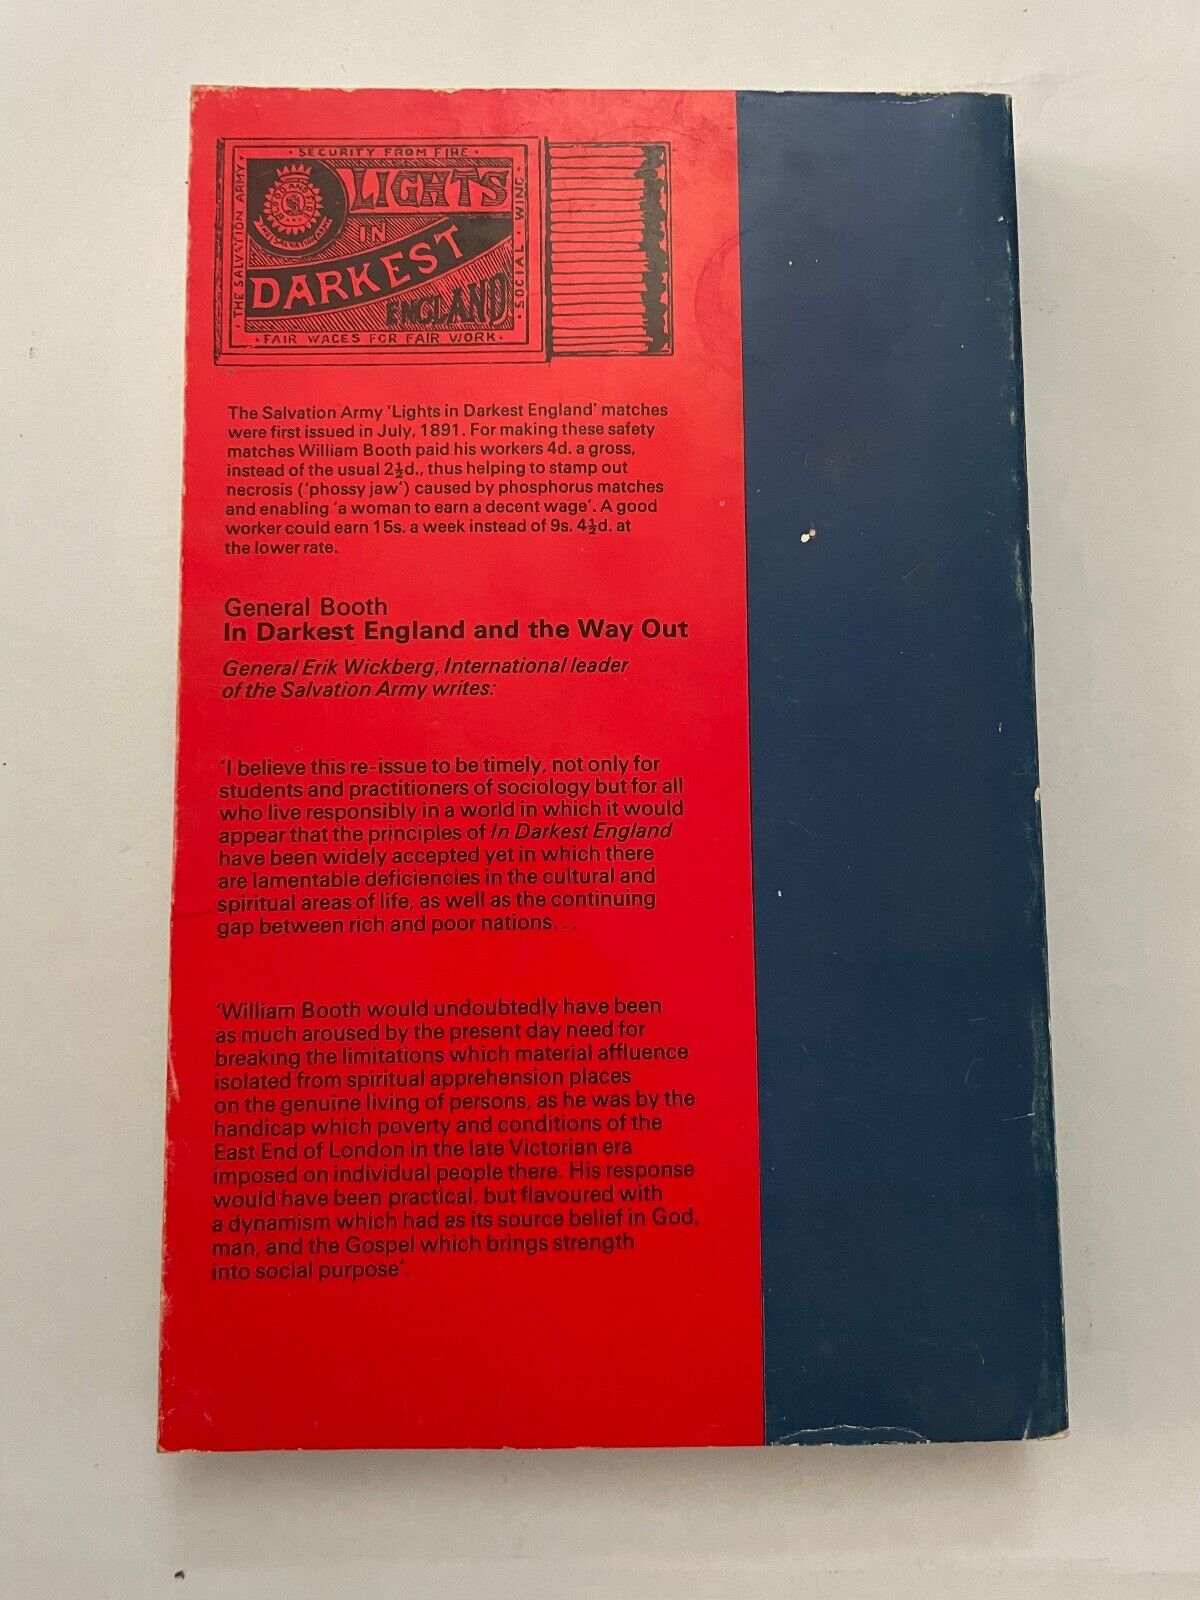 · SECURITY FROM FIRE ·
· THE SALVATION ARMY ·
BLOOD AND FIRE
THE SALVATION ARMY
LIGHTS
IN
DARKEST
ENGLAND
· SOCIAL · WING ·
· FAIR WAGES FOR FAIR WORK ·
The Salvation Army 'Lights in Darkest England' matches
were first issued in July, 1891. For making these safety
matches William Booth paid his workers 4d. a gross,
instead of the usual 2½d., thus helping to stamp out
necrosis ('phossy jaw') caused by phosphorus matches
and enabling 'a woman to earn a decent wage'. A good
worker could earn 15s. a week instead of 9s. 4½d. at
the lower rate.
General Booth
In Darkest England and the Way Out
General Erik Wickberg, International leader
of the Salvation Army writes:
'I believe this re-issue to be timely, not only for
students and practitioners of sociology but for all
who live responsibly in a world in which it would
appear that the principles of In Darkest England
have been widely accepted yet in which there
are lamentable deficiencies in the cultural and
spiritual areas of life, as well as the continuing
gap between rich and poor nations...
'William Booth would undoubtedly have been
as much aroused by the present day need for
breaking the limitations which material affluence
isolated from spiritual apprehension places
on the genuine living of persons, as he was by the
handicap which poverty and conditions of the
East End of London in the late Victorian era
imposed on individual people there. His response
would have been practical, but flavoured with
a dynamism which had as its source belief in God,
man, and the Gospel which brings strength
into social purpose'.